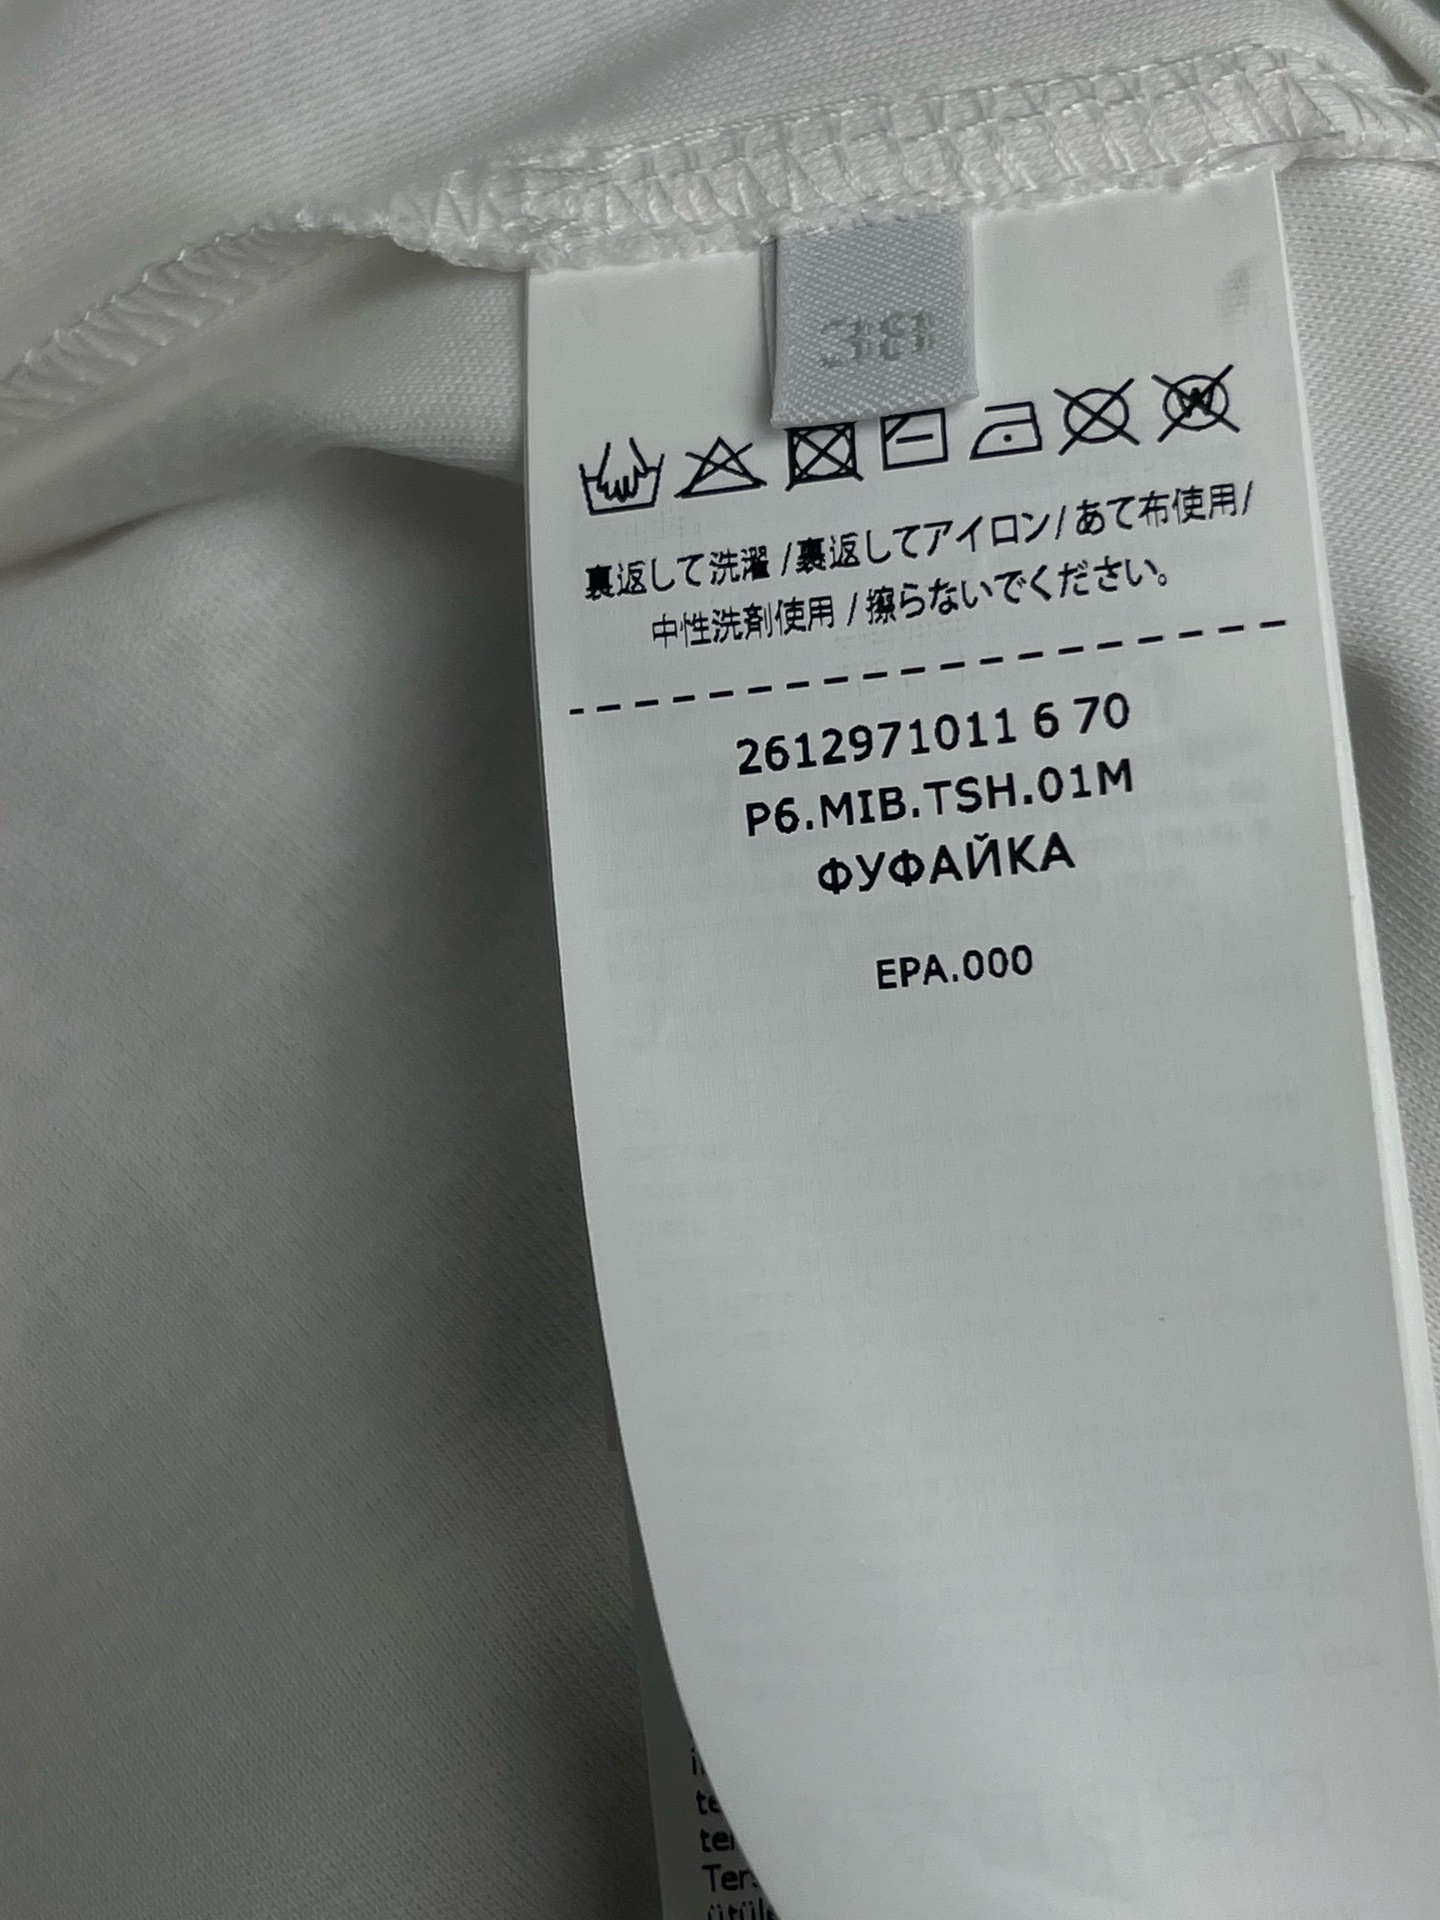 裏返して洗濯/裏返してアイロン/あて布使用/
中性洗剤使用/擦らないでください。
2612971011 6 70
P6.MIB.TSH.01M
ФУФАЙКА
EPA.000